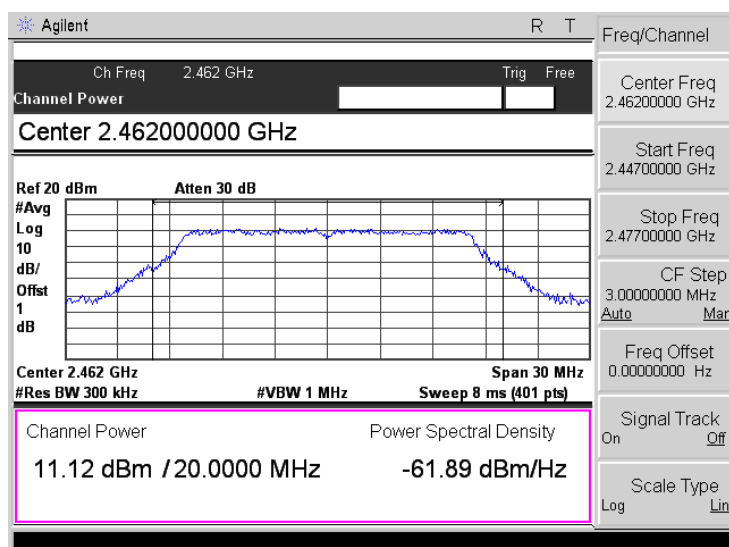 Agilent R T
Ch Freq 2.462 GHz Trig Free
Channel Power
Center 2.462000000 GHz
Ref 20 dBm Atten 30 dB
#Avg
Log
10
dB/
Offst
1
dB
Center 2.462 GHz Span 30 MHz
#Res BW 300 kHz #VBW 1 MHz Sweep 8 ms (401 pts)
Channel Power Power Spectral Density
11.12 dBm / 20.0000 MHz -61.89 dBm/Hz
Freq/Channel
Center Freq
2.46200000 GHz
Start Freq
2.44700000 GHz
Stop Freq
2.47700000 GHz
CF Step
3.00000000 MHz
Auto Man
Freq Offset
0.00000000 Hz
Signal Track
On Off
Scale Type
Log Lin